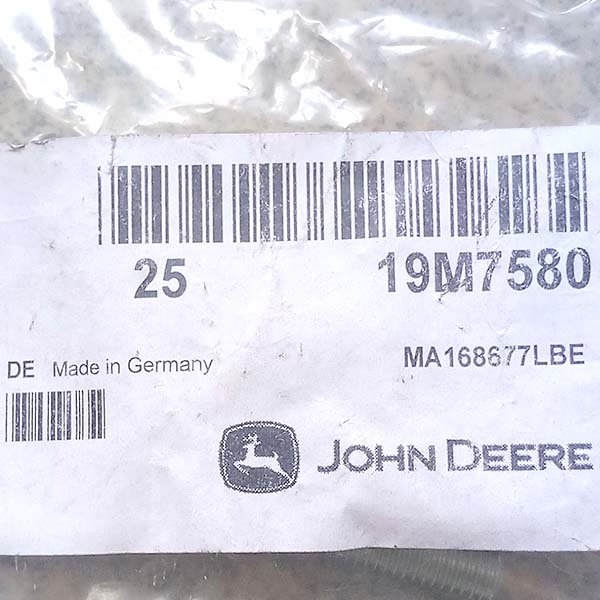 25 19M7580
DE Made in Germany MA168677LBE
JOHN DEERE